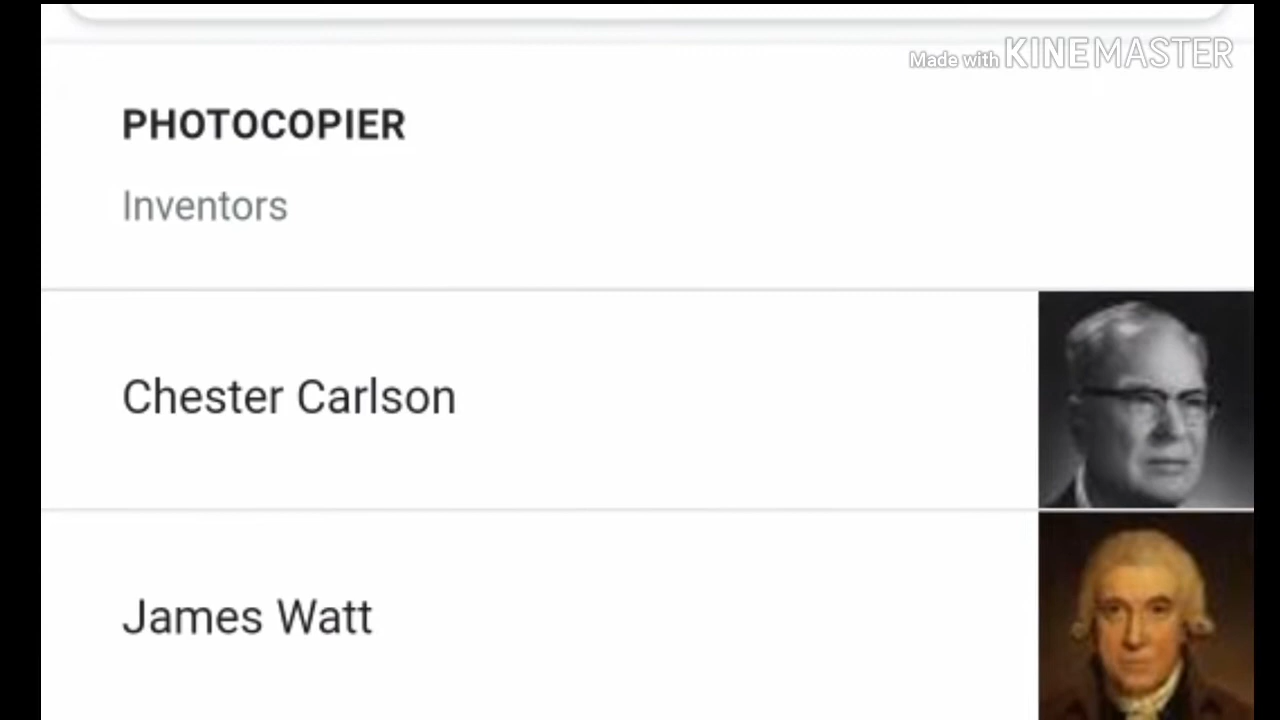 Made with KINEMASTER
PHOTOCOPIER
Inventors
Chester Carlson
James Watt